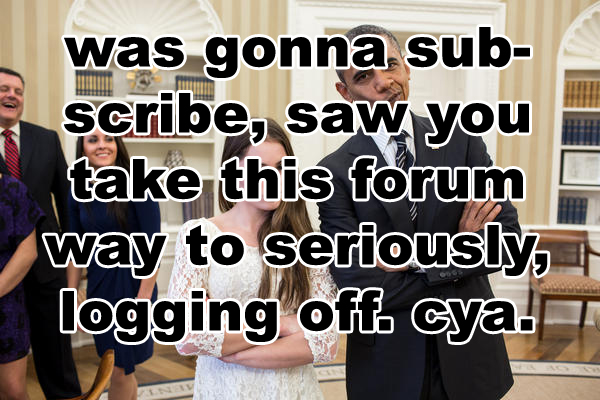 was gonna sub-
scribe, saw you
take this forum
way to seriously,
logging off. cya.